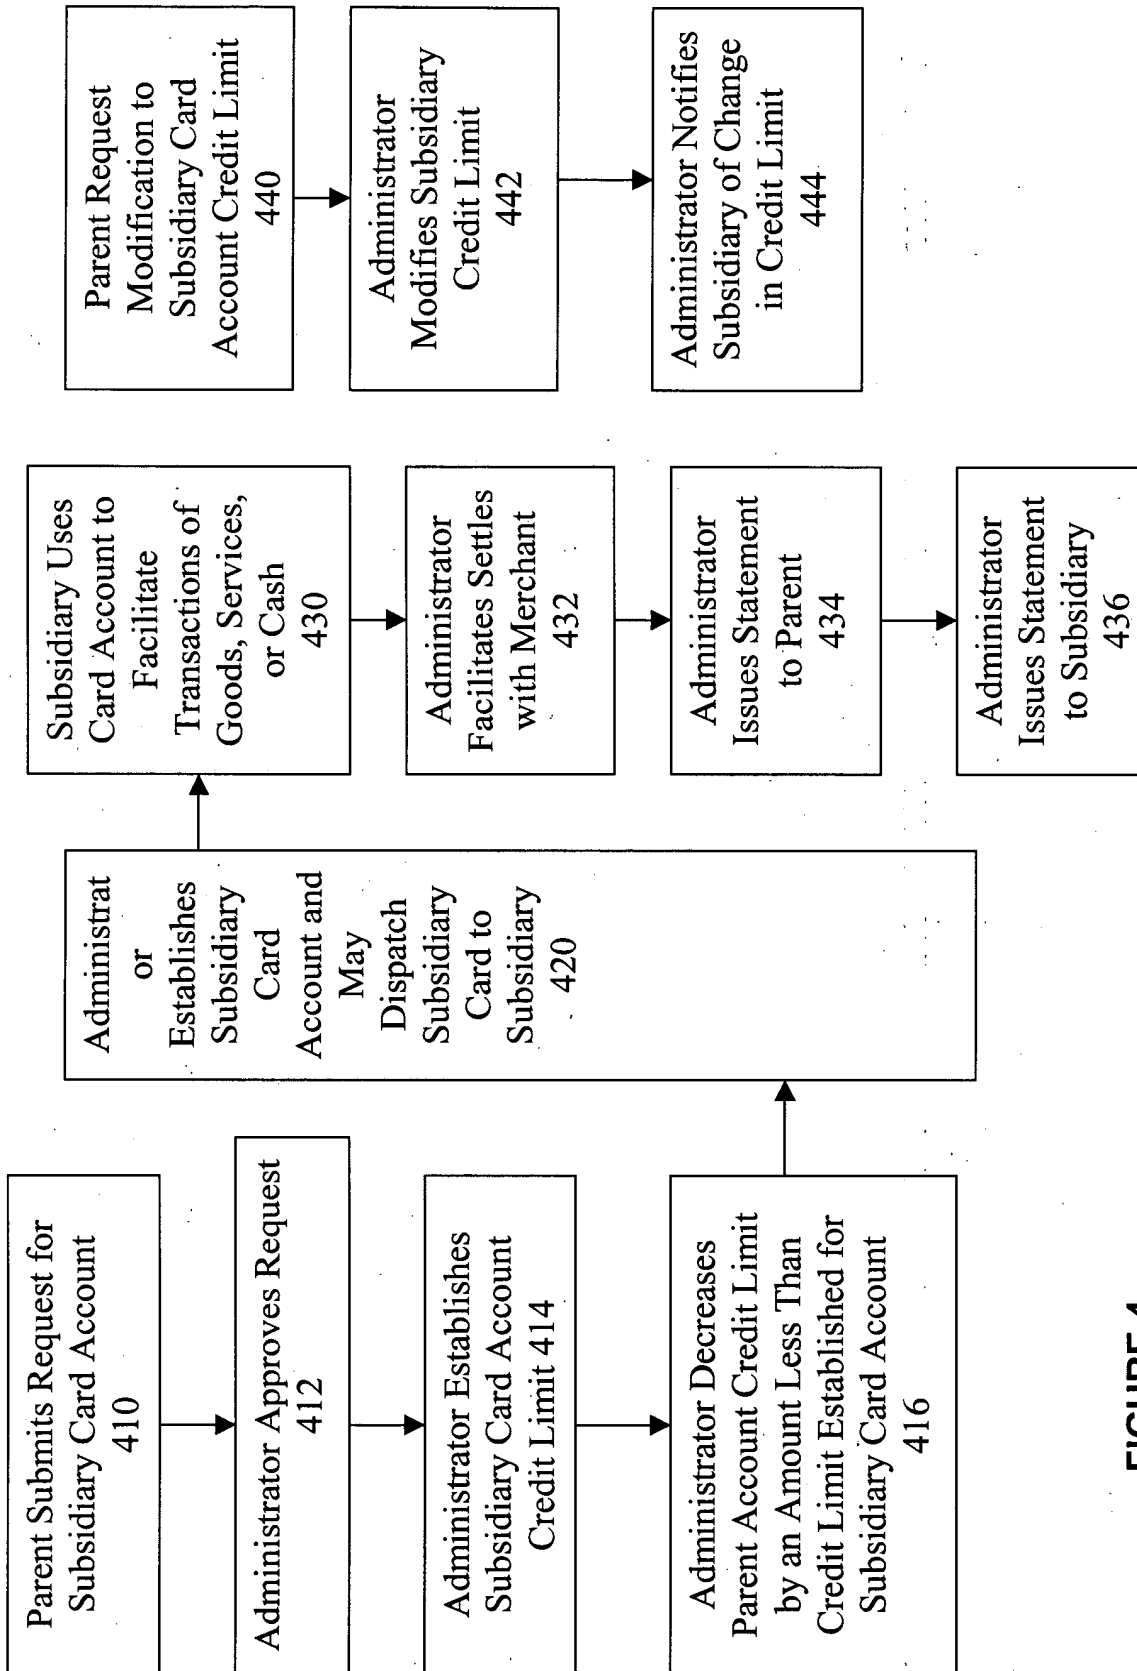 Parent Submits Request for
Subsidiary Card Account
410
Administrator Approves Request
412
Administrator Establishes
Subsidiary Card Account
Credit Limit 414
Administrator Decreases
Parent Account Credit Limit
by an Amount Less Than
Credit Limit Established for
Subsidiary Card Account
416
Administrat
or
Establishes
Subsidiary
Card
Account and
May
Dispatch
Subsidiary
Card to
Subsidiary
420
Subsidiary Uses
Card Account to
Facilitate
Transactions of
Goods, Services,
or Cash
430
Administrator
Facilitates Settles
with Merchant
432
Administrator
Issues Statement
to Parent
434
Administrator
Issues Statement
to Subsidiary
436
Parent Request
Modification to
Subsidiary Card
Account Credit Limit
440
Administrator
Modifies Subsidiary
Credit Limit
442
Administrator Notifies
Subsidiary of Change
in Credit Limit
444
FIGURE 4